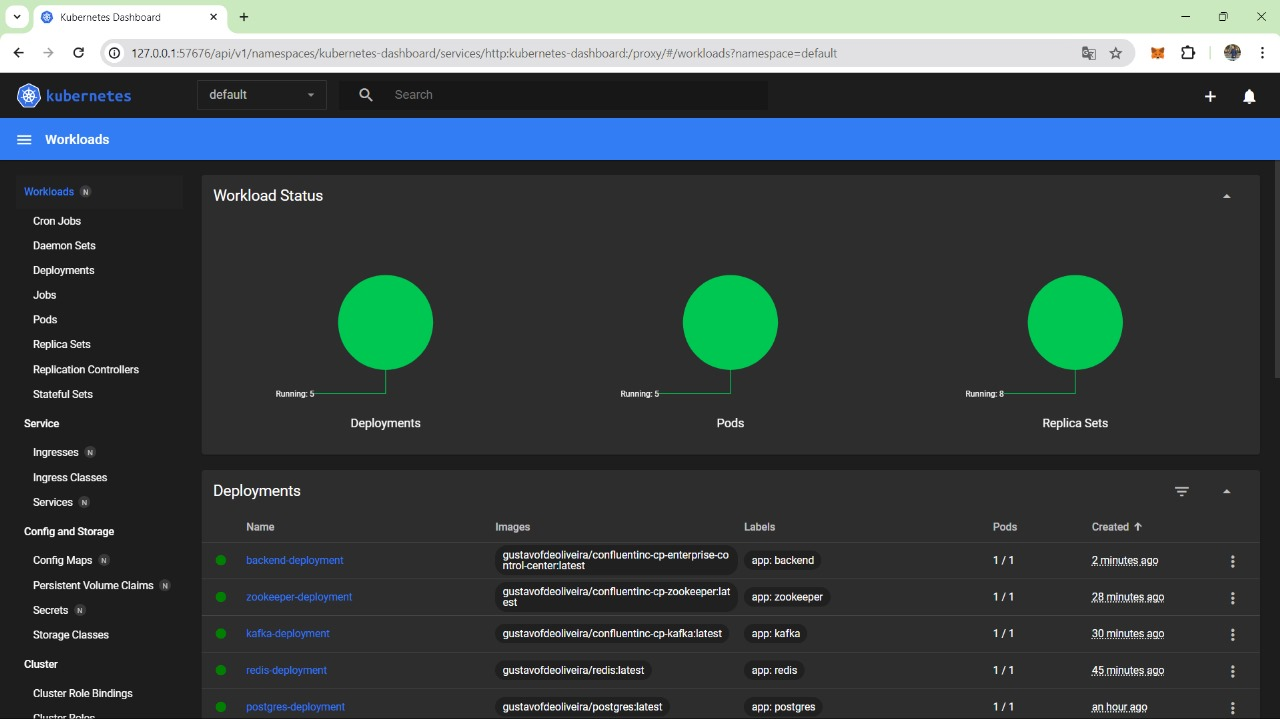 Kubernetes Dashboard
127.0.0.1:57676/api/v1/namespaces/kubernetes-dashboard/services/http:kubernetes-dashboard:/proxy/#/workloads?namespace=default
kubernetes
default
Search
Workloads
Workloads N
Cron Jobs
Daemon Sets
Deployments
Jobs
Pods
Replica Sets
Replication Controllers
Stateful Sets
Service
Ingresses N
Ingress Classes
Services N
Config and Storage
Config Maps N
Persistent Volume Claims N
Secrets N
Storage Classes
Cluster
Cluster Role Bindings
Cluster Roles
Workload Status
Running: 5
Running: 5
Running: 8
Deployments
Pods
Replica Sets
Deployments
Name Images Labels Pods Created
backend-deployment gustavofdeoliveira/confluentinc-cp-enterprise-co app: backend 1 / 1 2 minutes ago
ntrol-center:latest
zookeeper-deployment gustavofdeoliveira/confluentinc-cp-zookeeper:lat app: zookeeper 1 / 1 28 minutes ago
est
kafka-deployment gustavofdeoliveira/confluentinc-cp-kafka:latest app: kafka 1 / 1 30 minutes ago
redis-deployment gustavofdeoliveira/redis:latest app: redis 1 / 1 45 minutes ago
postgres-deployment gustavofdeoliveira/postgres:latest app: postgres 1 / 1 an hour ago